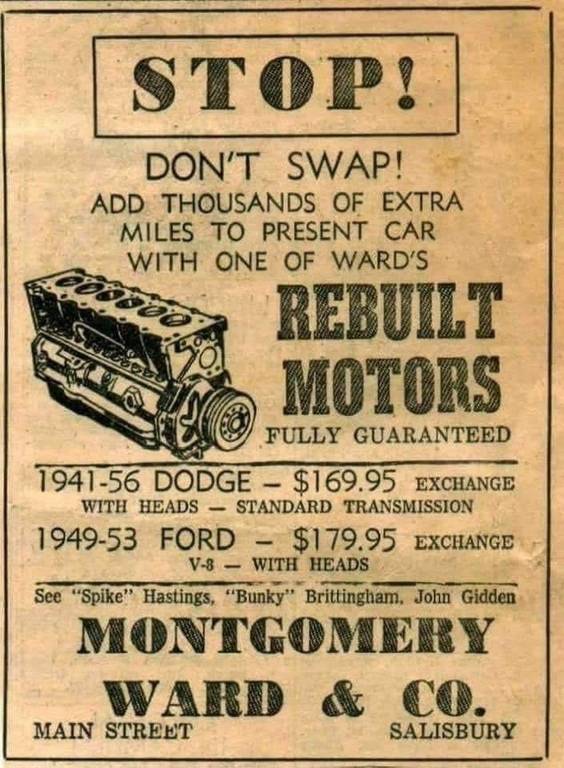 STOP!
DON'T SWAP!
ADD THOUSANDS OF EXTRA
MILES TO PRESENT CAR
WITH ONE OF WARD'S
REBUILT
MOTORS
FULLY GUARANTEED
1941-56 DODGE — $169.95 EXCHANGE
WITH HEADS — STANDARD TRANSMISSION
1949-53 FORD — $179.95 EXCHANGE
V-8 — WITH HEADS
See "Spike" Hastings, "Bunky" Brittingham, John Gidden
MONTGOMERY
WARD & CO.
MAIN STREET SALISBURY